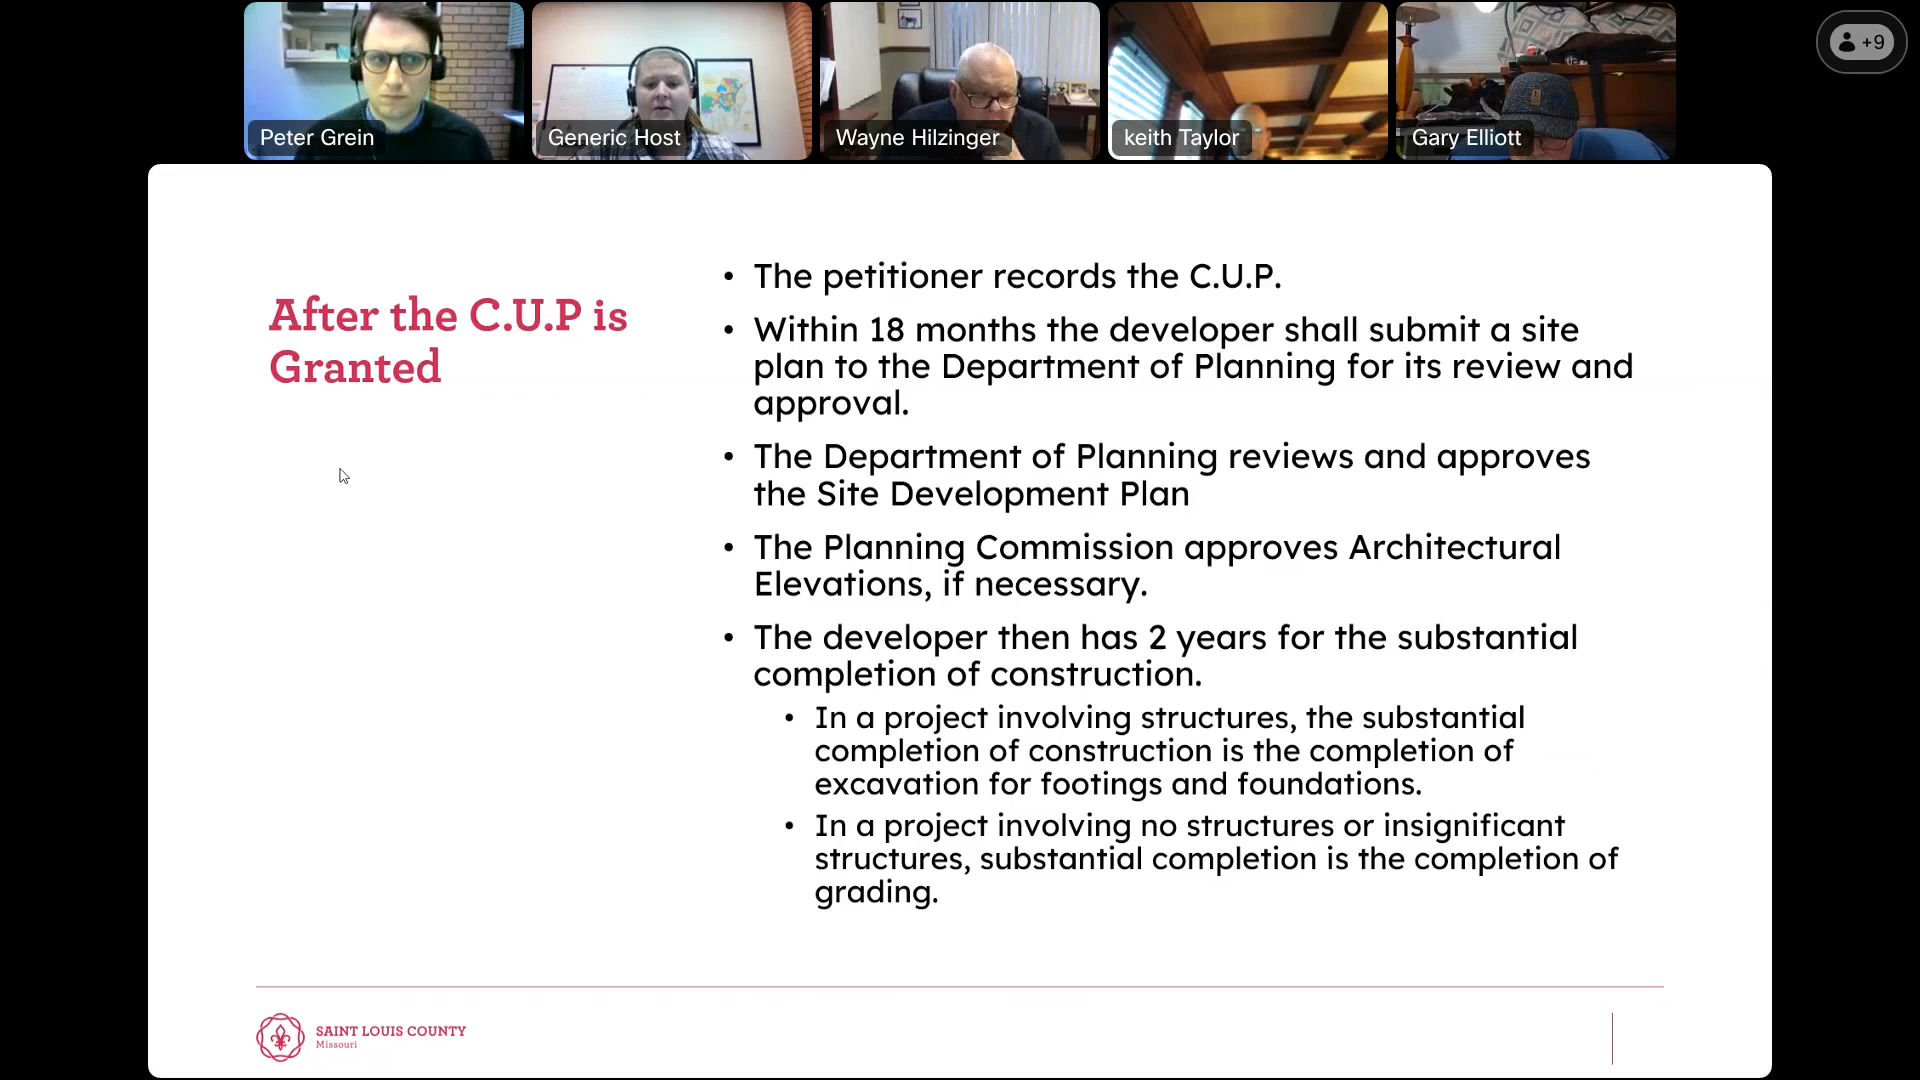 Peter Grein
Generic Host
Wayne Hilzinger
keith Taylor
Gary Elliott
+9
After the C.U.P is
Granted
• The petitioner records the C.U.P.
• Within 18 months the developer shall submit a site
plan to the Department of Planning for its review and
approval.
• The Department of Planning reviews and approves
the Site Development Plan
• The Planning Commission approves Architectural
Elevations, if necessary.
• The developer then has 2 years for the substantial
completion of construction.
• In a project involving structures, the substantial
completion of construction is the completion of
excavation for footings and foundations.
• In a project involving no structures or insignificant
structures, substantial completion is the completion of
grading.
SAINT LOUIS COUNTY
Missouri